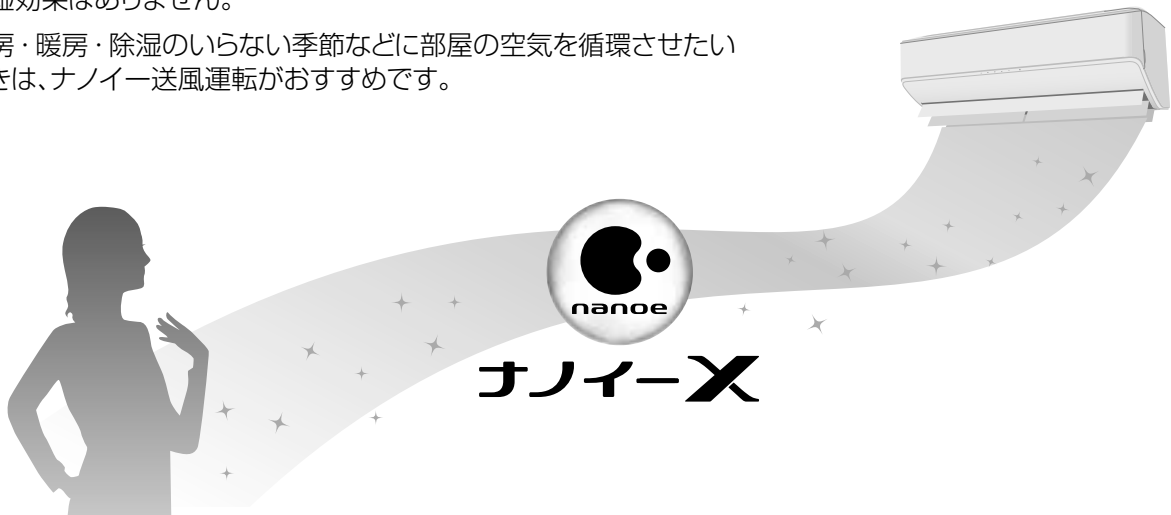 湿効果はありません。
房・暖房・除湿のいらない季節などに部屋の空気を循環させたい
きは、ナノイー送風運転がおすすめです。
nanoe
ナノイーX